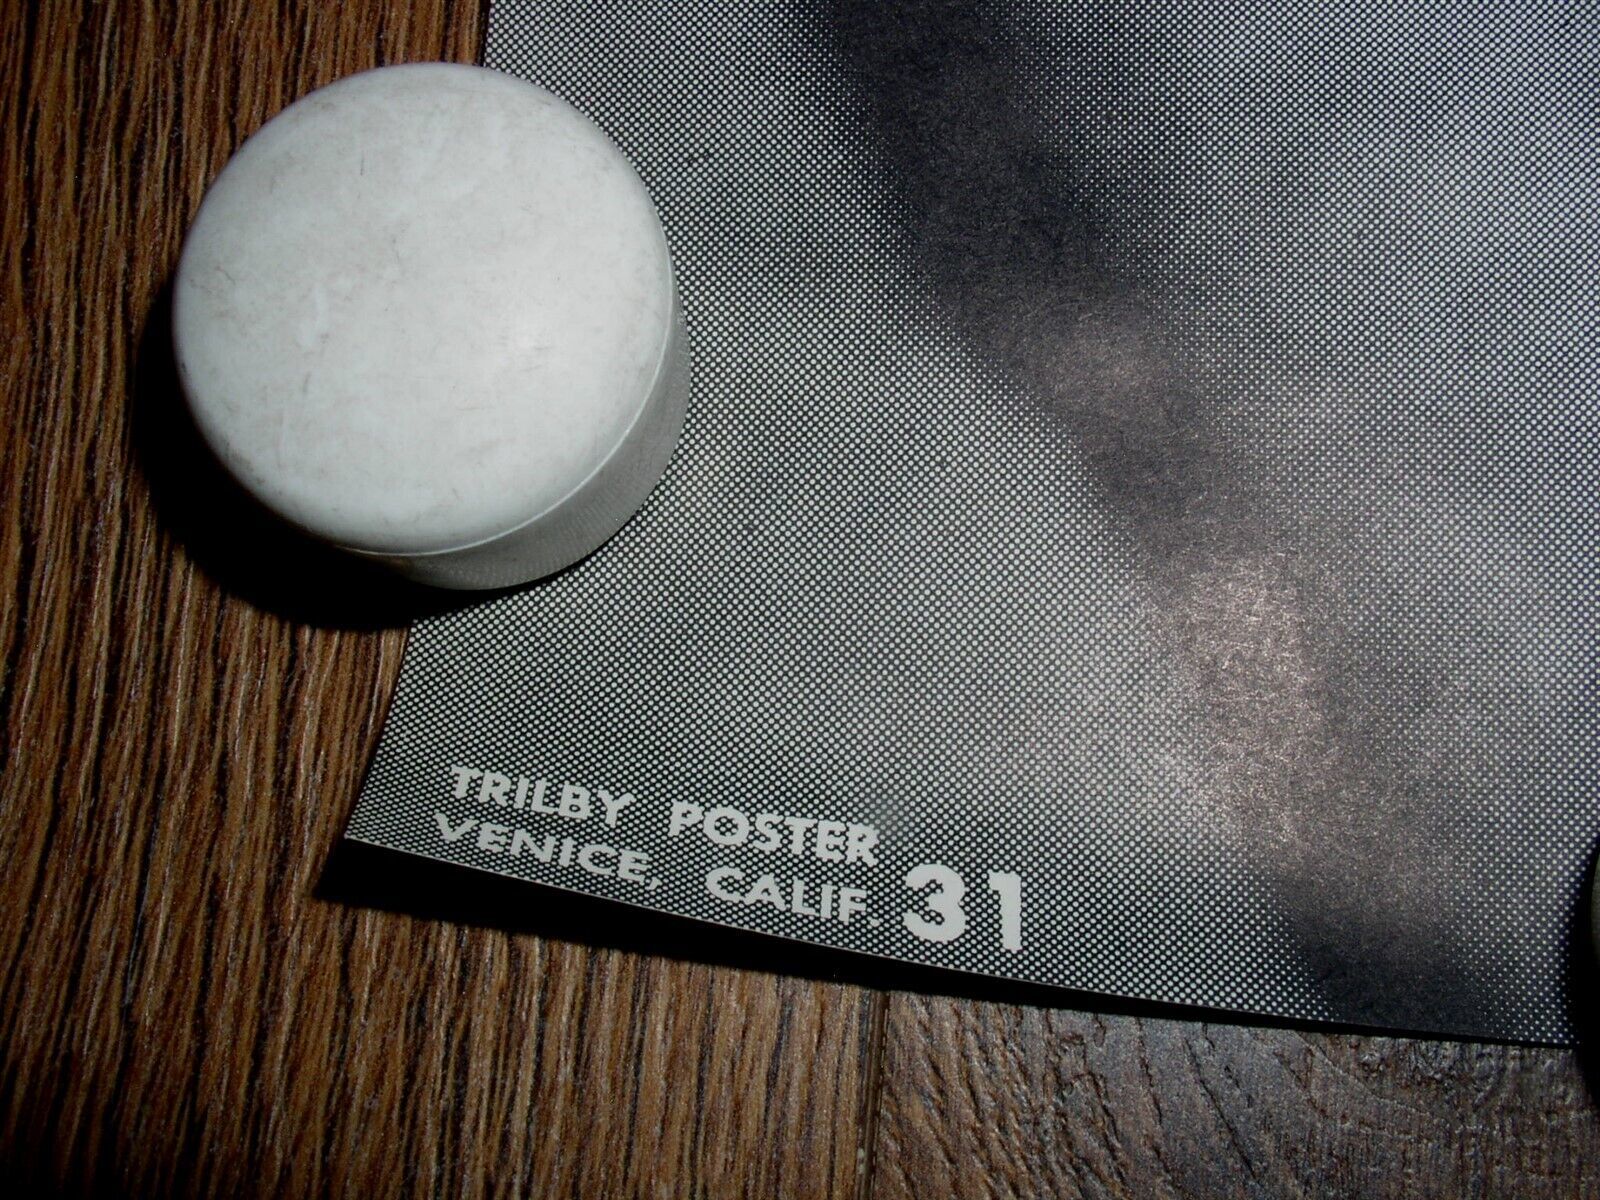 TRILBY POSTER
VENICE, CALIF. 31